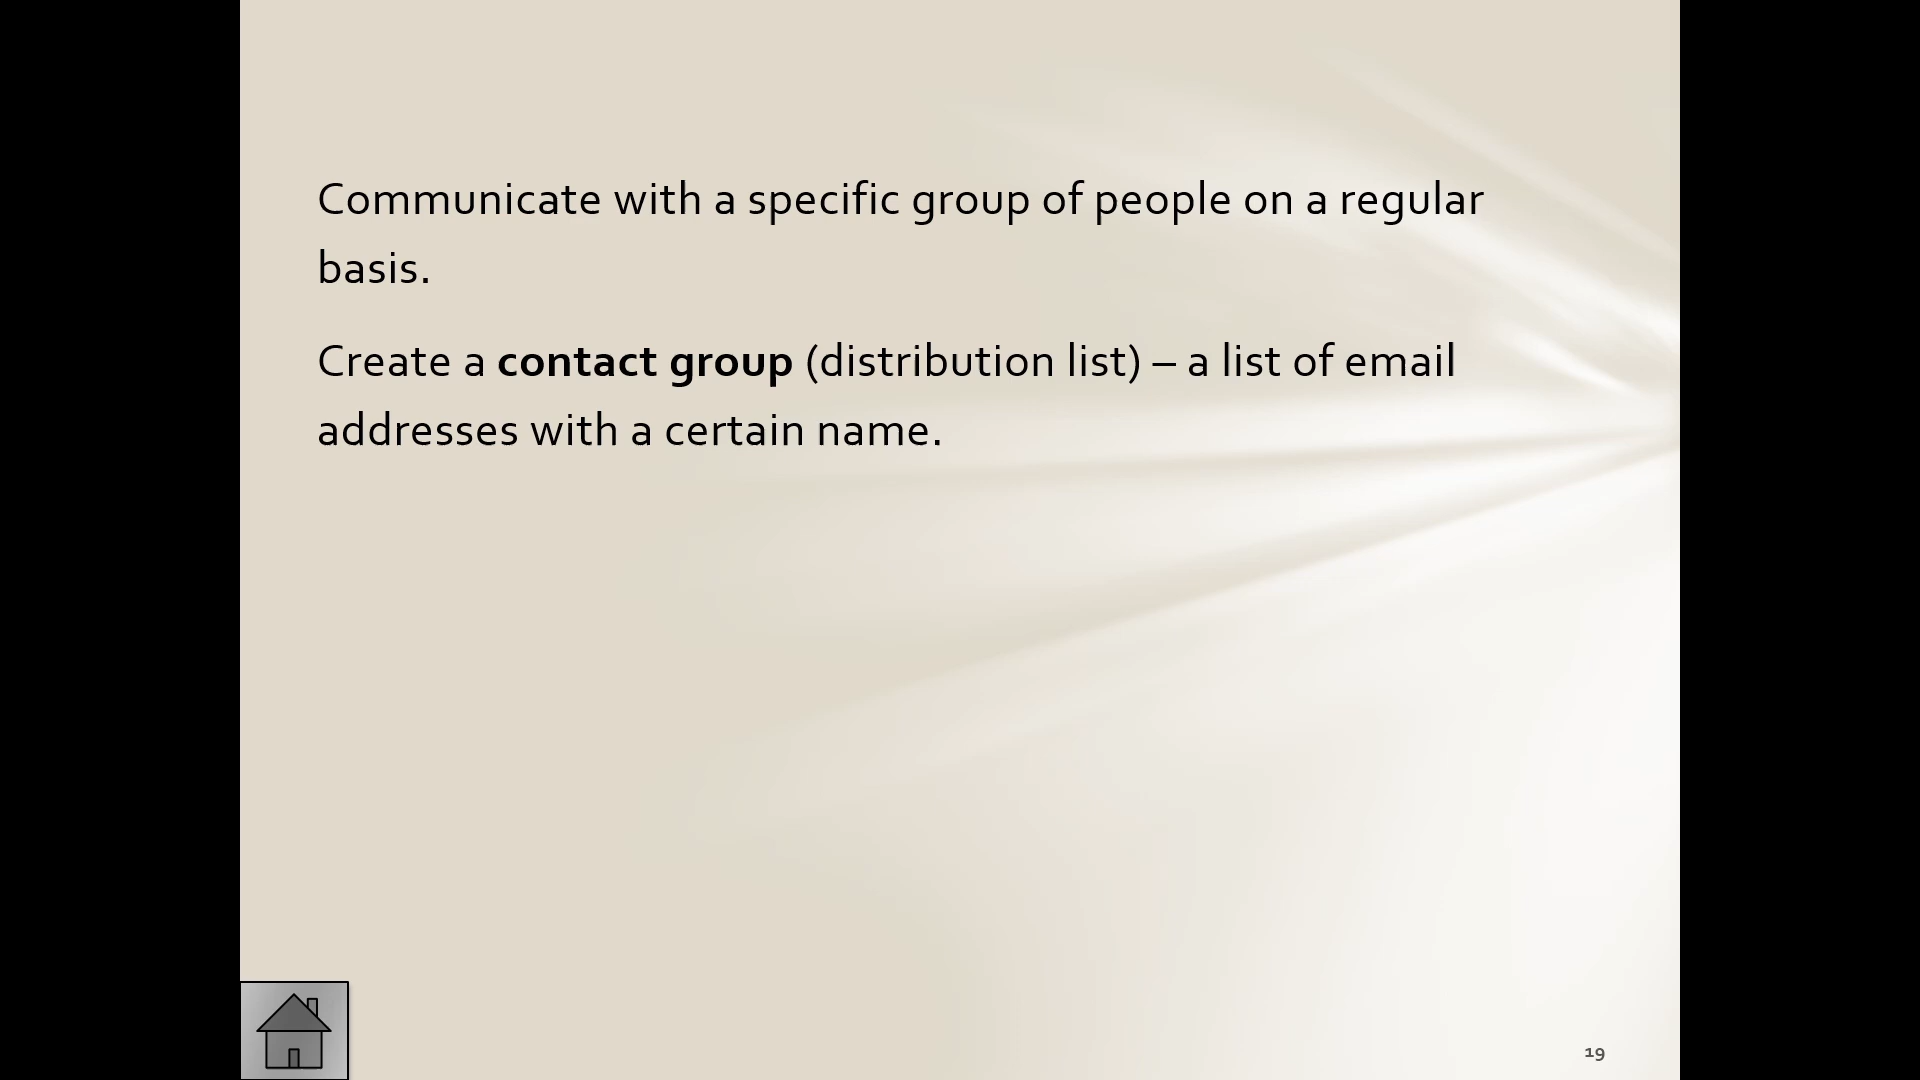 Communicate with a specific group of people on a regular
basis.
Create a contact group (distribution list) – a list of email
addresses with a certain name.
19